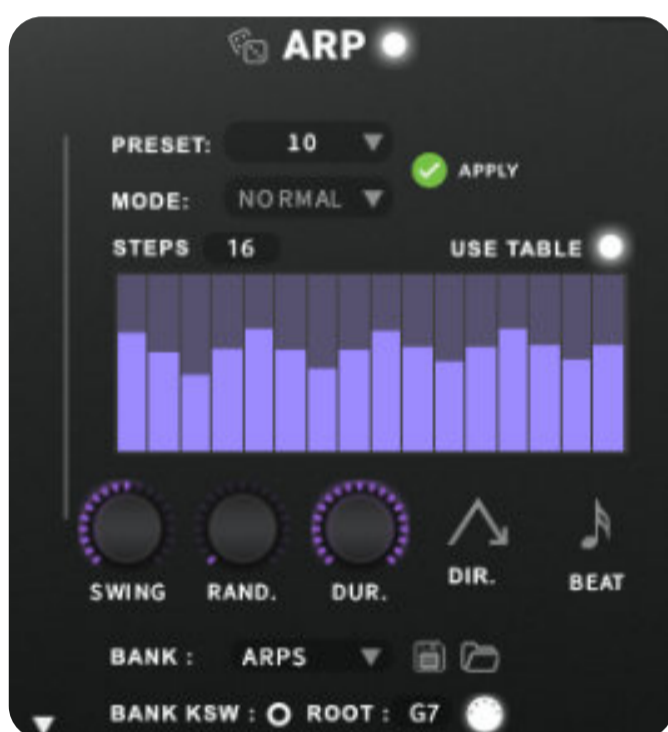 ARP
PRESET: 10
APPLY
MODE: NORMAL
STEPS 16 USE TABLE
SWING RAND. DUR. DIR. BEAT
BANK : ARPS
BANK KSW : ROOT : G7